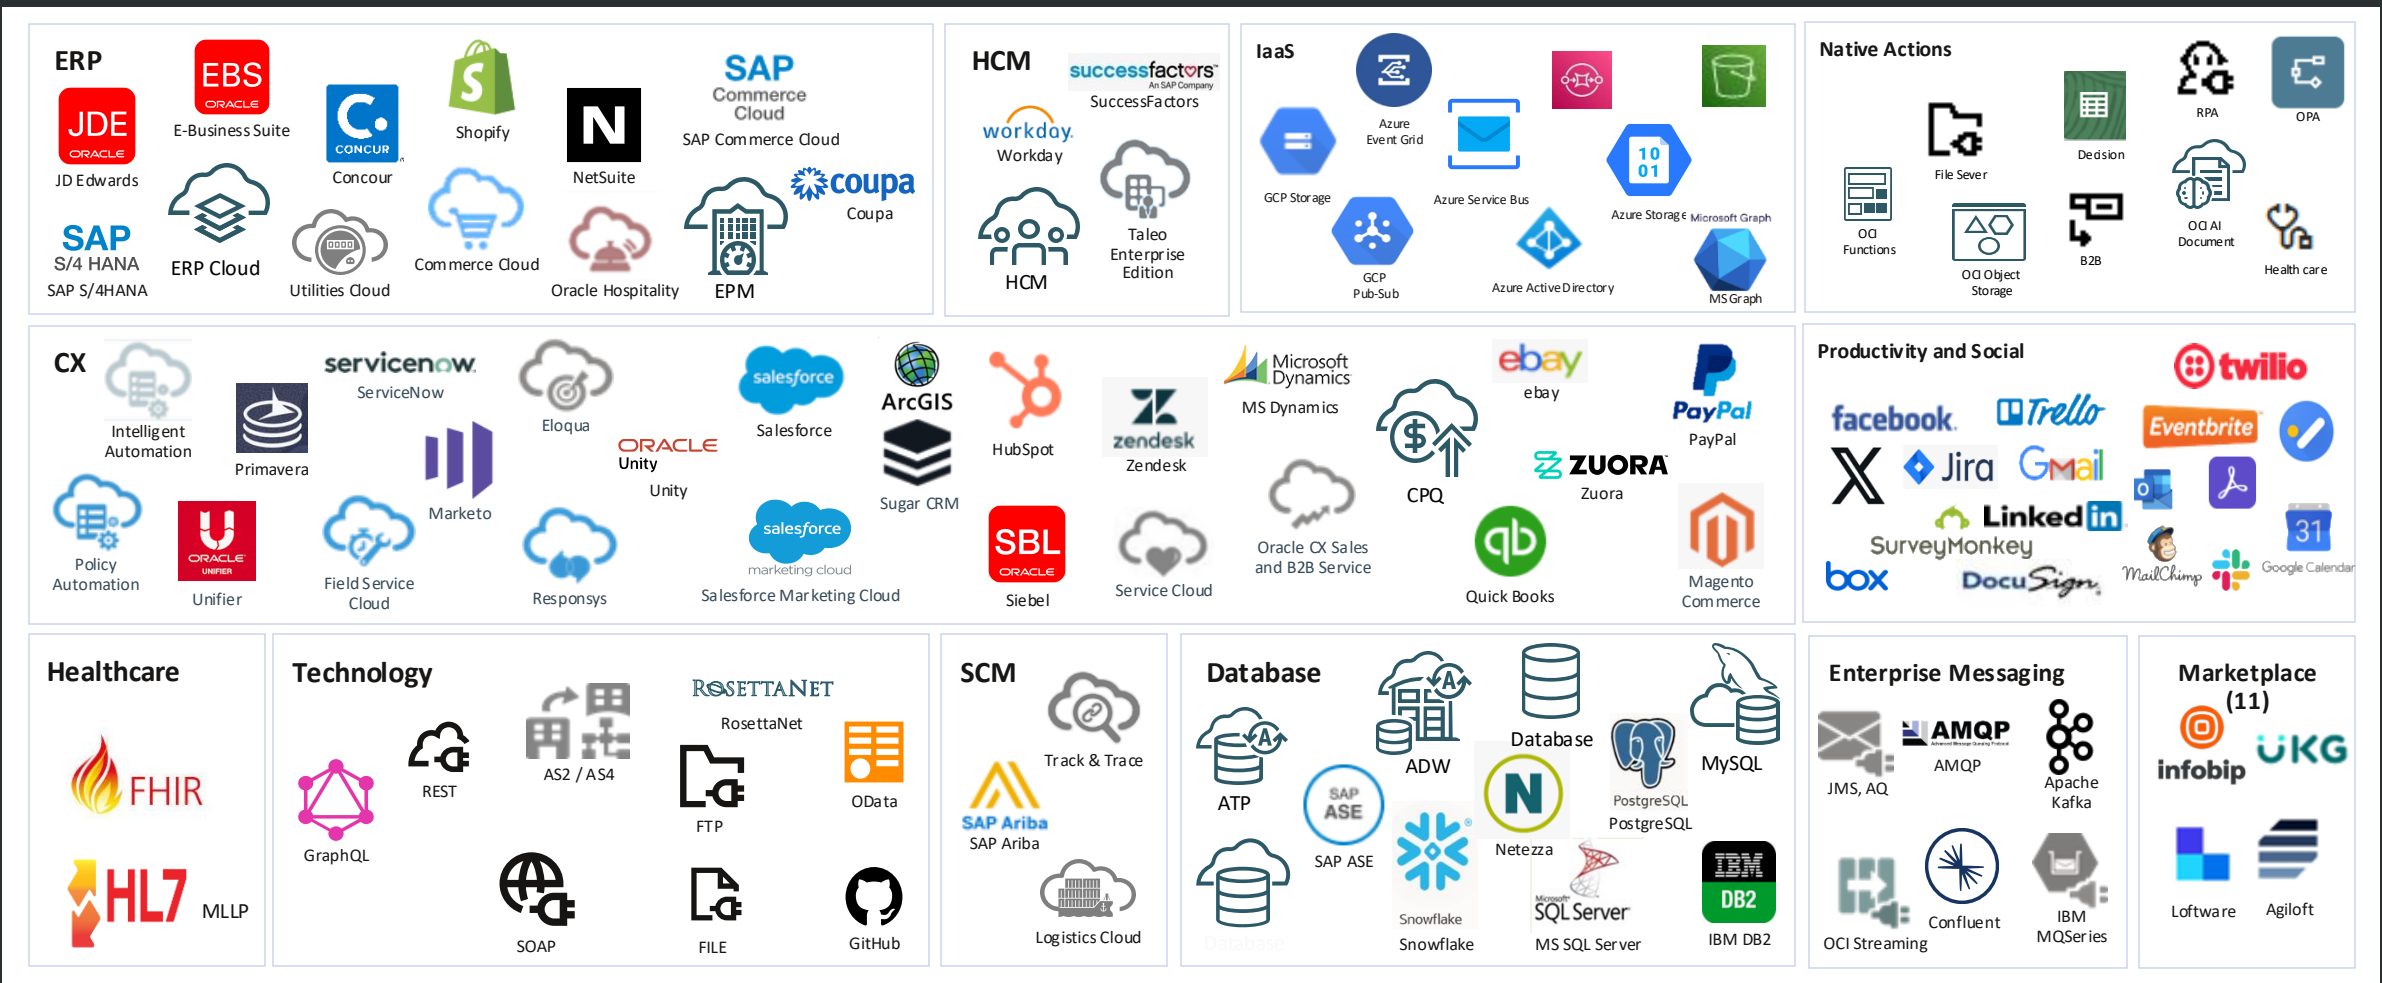 ERP
EBS
ORACLE
E-Business Suite
JDE
ORACLE
JD Edwards
C.
CONCUR
Concour
S
Shopify
N
NetSuite
SAP
Commerce
Cloud
SAP Commerce Cloud
coupa
Coupa
SAP
S/4 HANA
SAP S/4HANA
ERP Cloud
Utilities Cloud
Commerce Cloud
Oracle Hospitality
EPM
HCM
successfactors™
An SAP Company
SuccessFactors
workday.
Workday
HCM
Taleo
Enterprise
Edition
IaaS
Azure
Event Grid
GCP Storage
Azure Service Bus
10
01
Azure Storage
Microsoft Graph
GCP
Pub-Sub
Azure Active Directory
MS Graph
Native Actions
RPA
OPA
Decision
File Sever
OCI
Functions
OCI Object
Storage
B2B
OCI AI
Document
Health care
CX
Intelligent
Automation
Primavera
servicenow.
ServiceNow
Eloqua
salesforce
Salesforce
ArcGIS
HubSpot
zendesk
Zendesk
Microsoft
Dynamics
MS Dynamics
CPQ
ebay
ebay
PayPal
PayPal
ORACLE
Unity
Unity
Marketo
Sugar CRM
ZUORA
Zuora
Policy
Automation
ORACLE
UNIFIER
Unifier
Field Service
Cloud
Responsys
salesforce
marketing cloud
Salesforce Marketing Cloud
SBL
ORACLE
Siebel
Service Cloud
Oracle CX Sales
and B2B Service
qb
Quick Books
Magento
Commerce
Productivity and Social
twilio
facebook.
Trello
Eventbrite
X
Jira
Gmail
o
LinkedIn
SurveyMonkey
31
Google Calendar
box
DocuSign
MailChimp
Healthcare
FHIR
HL7
MLLP
Technology
GraphQL
REST
AS2 / AS4
ROSETTANET
RosettaNet
FTP
OData
SOAP
FILE
GitHub
SCM
Track & Trace
SAP Ariba
SAP Ariba
Logistics Cloud
Database
A
ATP
A
ADW
Database
MySQL
SAP
ASE
SAP ASE
N
Netezza
PostgreSQL
PostgreSQL
Database
Snowflake
Snowflake
Microsoft
SQL Server
MS SQL Server
IBM
DB2
IBM DB2
Enterprise Messaging
JMS, AQ
AMQP
Advanced Message Queuing Protocol
AMQP
Apache
Kafka
OCI Streaming
Confluent
IBM
MQSeries
Marketplace
(11)
infobip
UKG
Loftware
Agiloft